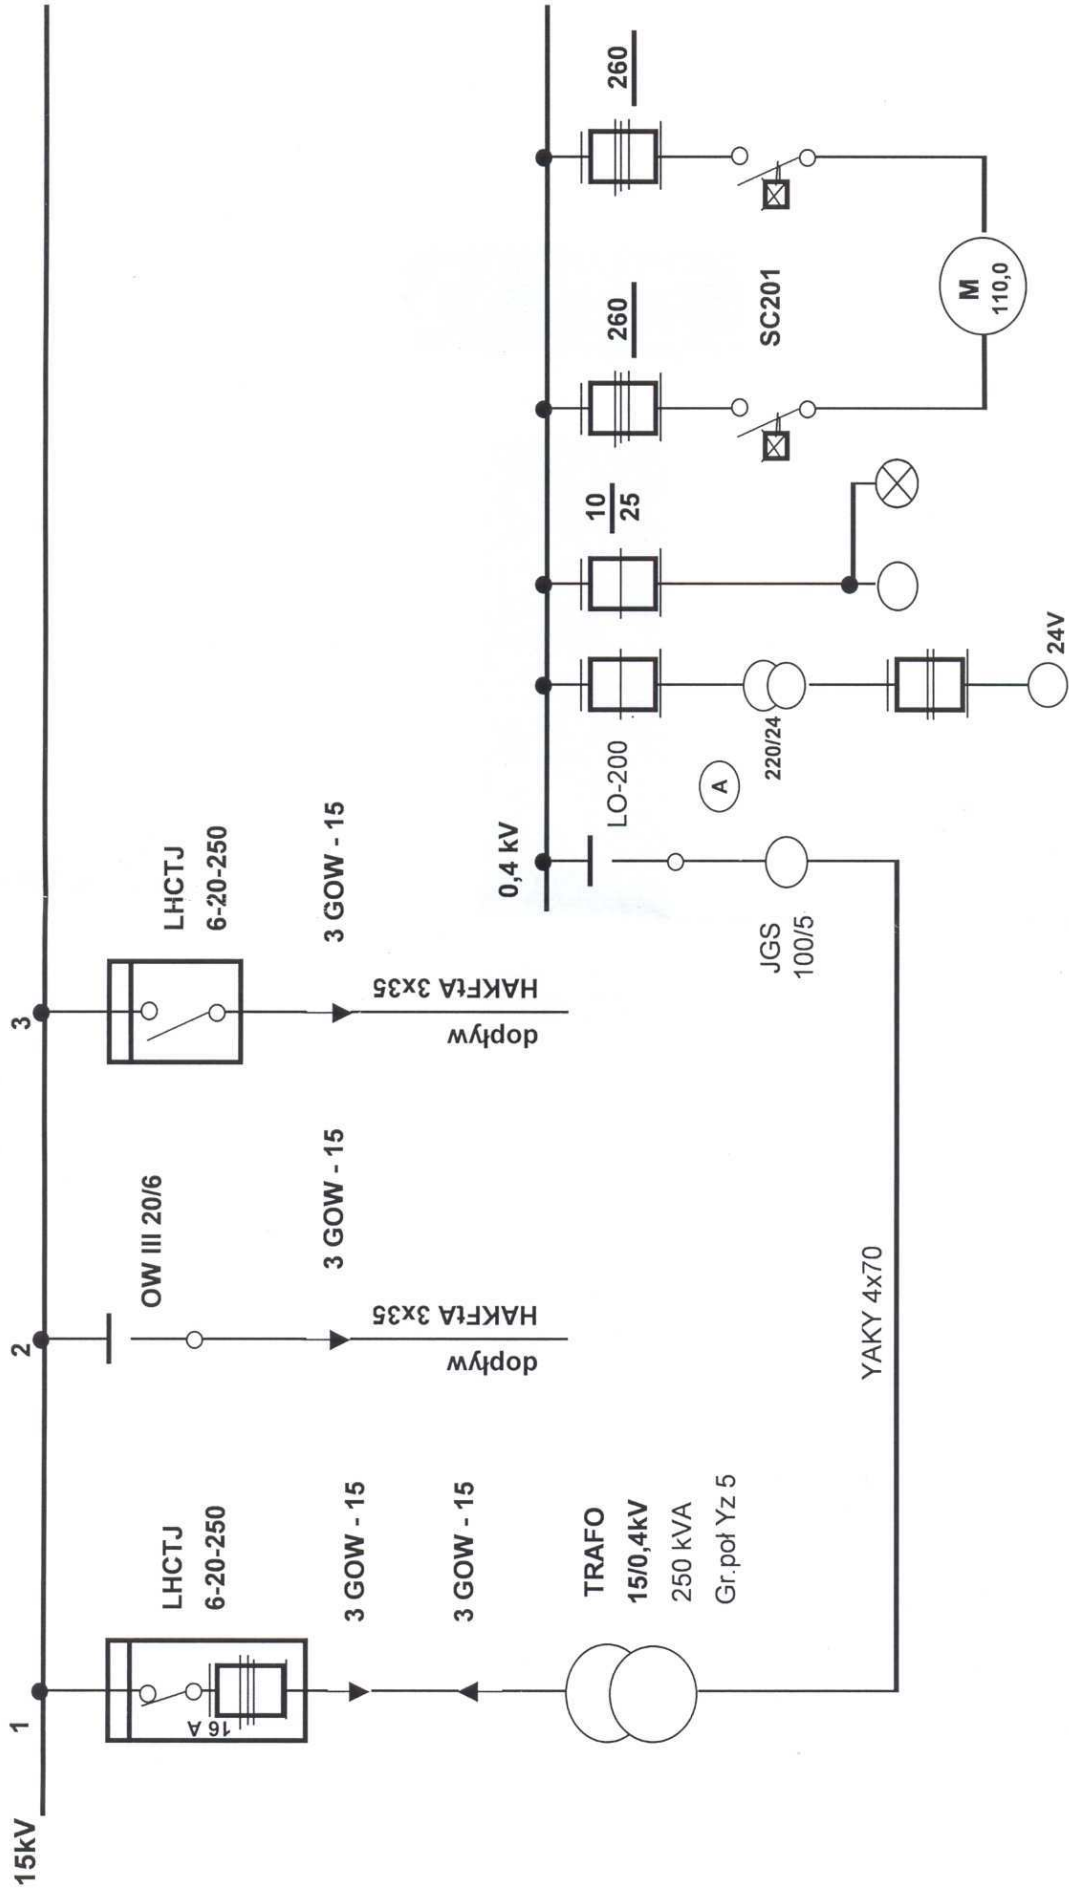 15kV
1
2
3
LHCTJ
6-20-250
16 A
3 GOW - 15
3 GOW - 15
TRAFO
15/0,4kV
250 kVA
Gr.poł Yz 5
OW III 20/6
3 GOW - 15
dopływ
HAKFtA 3x35
LHCTJ
6-20-250
3 GOW - 15
dopływ
HAKFtA 3x35
YAKY 4x70
0,4 kV
LO-200
JGS
100/5
A
220/24
24V
10
25
260
260
SC201
M
110,0